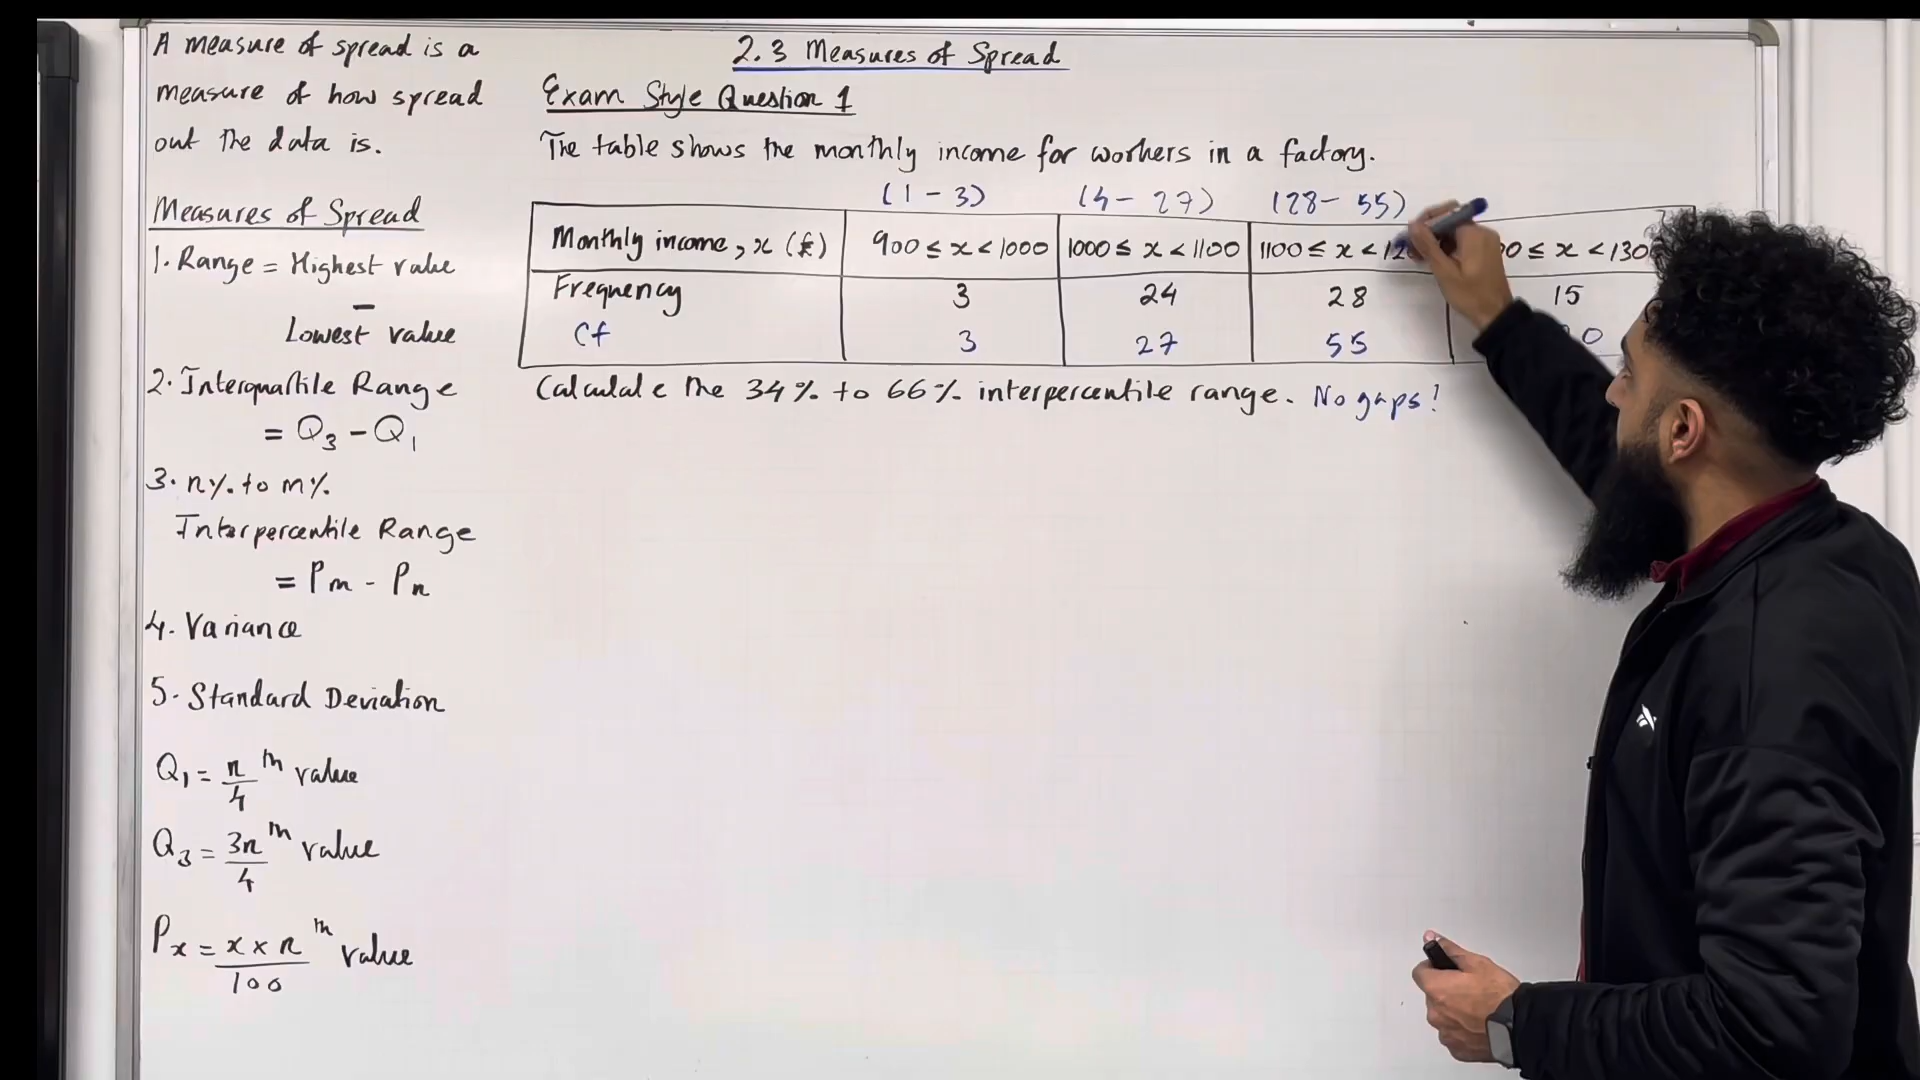 A measure of spread is a
measure of how spread
out the data is.
Measures of Spread
1. Range = Highest value
-
Lowest value
2. Interquartile Range
= Q3 - Q1
3. n% to m%
Interpercentile Range
= Pm - Pn
4. Variance
5. Standard Deviation
Q1 = n/4 th value
Q3 = 3n/4 th value
Px = x × n/100 th value
2.3 Measures of Spread
Exam Style Question 1
The table shows the monthly income for workers in a factory.
(1 - 3) (4 - 27) (28 - 55)
Monthly income, x (£) 900 ≤ x < 1000 1000 ≤ x < 1100 1100 ≤ x < ≤ x <
Frequency 3 24 28 15
Cf 3 27 55
Calculate the 34% to 66% interpercentile range. No gaps!